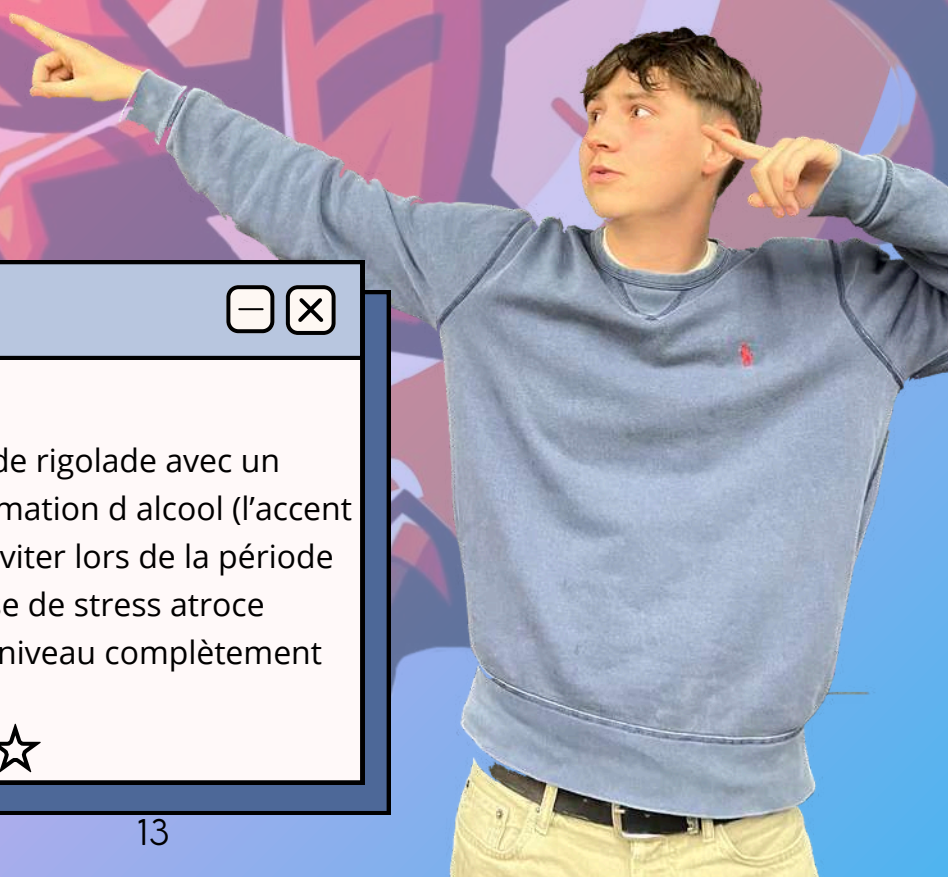 de rigolade avec un
mation d alcool (l’accent
viter lors de la période
e de stress atroce
niveau complètement
13